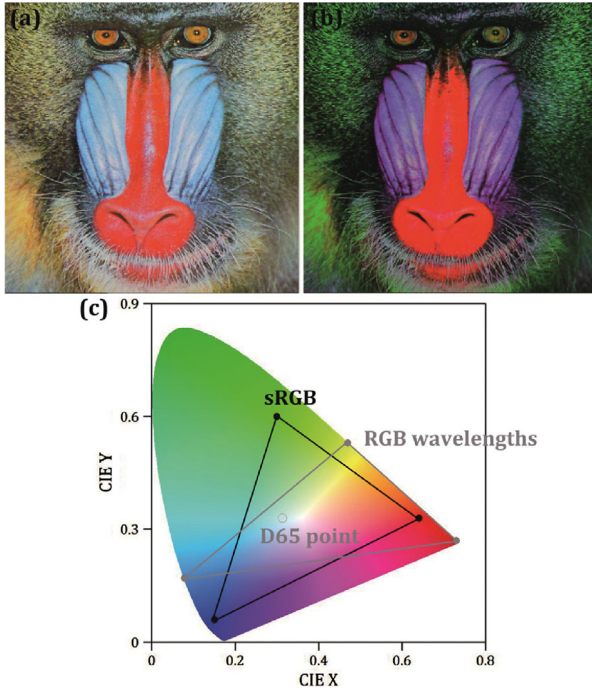 (a)
(b)
(c)
0.9
sRGB
0.6
RGB wavelengths
CIE Y
0.3
D65 point
0
0
0.2
0.4
0.6
0.8
CIE X